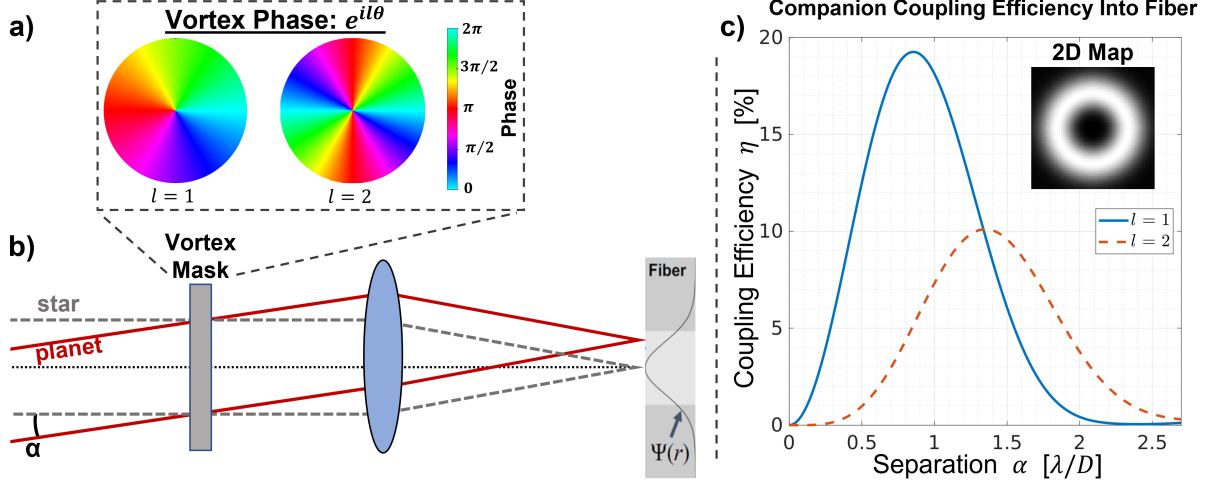 a)
Vortex Phase: e^{ilθ}
2π
3π/2
π
π/2
0
Phase
l = 1
l = 2
b)
Vortex
Mask
star
planet
α
Fiber
Ψ(r)
c)
Companion Coupling Efficiency Into Fiber
Coupling Efficiency η [%]
20
15
10
5
0
2D Map
l = 1
l = 2
0
0.5
1
1.5
2
2.5
Separation α [λ/D]